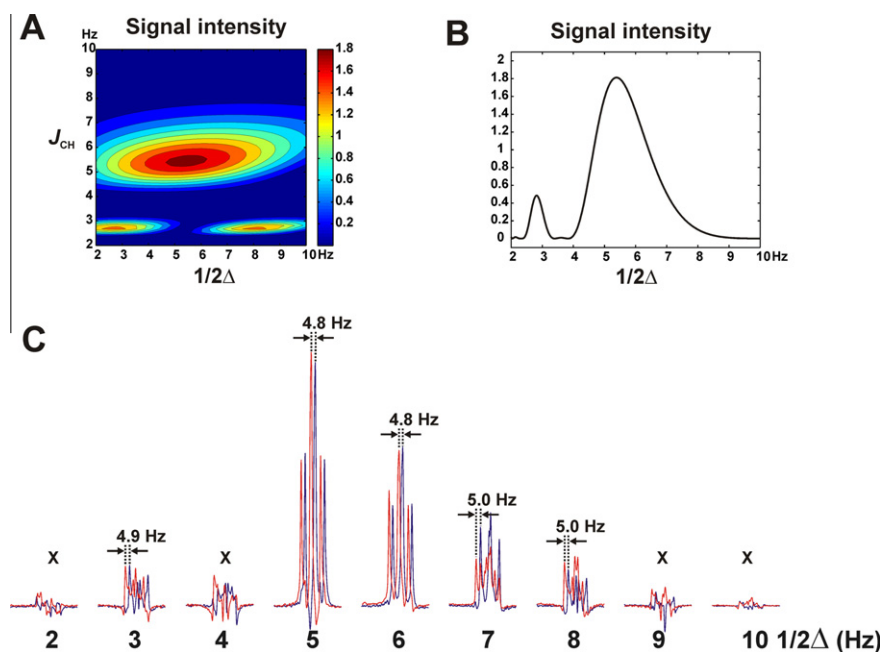 A
Signal intensity
Hz
10
9
8
7
6
5
4
3
2
J CH
2 3 4 5 6 7 8 9 10 Hz
1/2Δ
1.8
1.6
1.4
1.2
1
0.8
0.6
0.4
0.2
Hz
B
Signal intensity
2
1.8
1.6
1.4
1.2
1
0.8
0.6
0.4
0.2
0
2 3 4 5 6 7 8 9 10 Hz
1/2Δ
C
4.8 Hz
4.8 Hz
5.0 Hz
5.0 Hz
4.9 Hz
X X X X
2 3 4 5 6 7 8 9 10 1/2Δ (Hz)